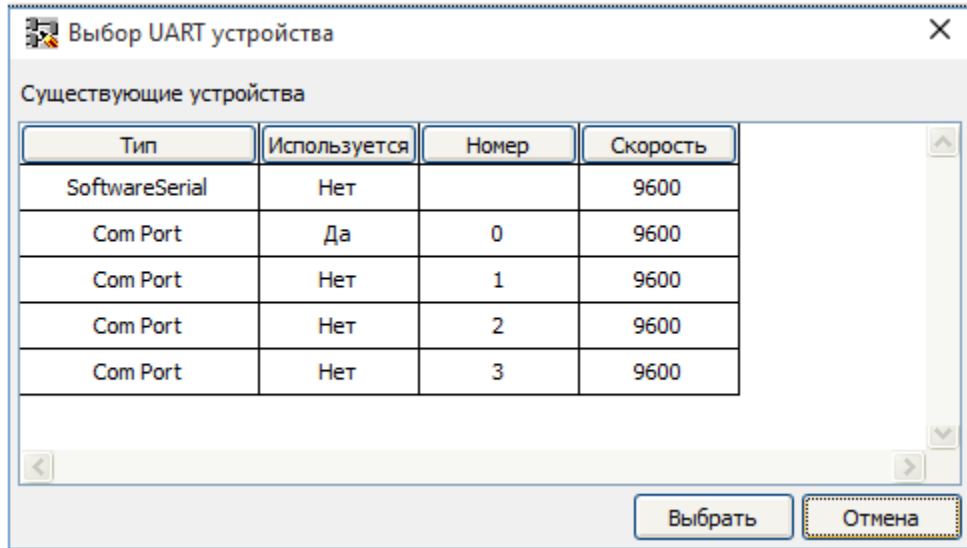 Выбор UART устройства
Существующие устройства
Тип Используется Номер Скорость
SoftwareSerial Нет 9600
Com Port Да 0 9600
Com Port Нет 1 9600
Com Port Нет 2 9600
Com Port Нет 3 9600
Выбрать Отмена